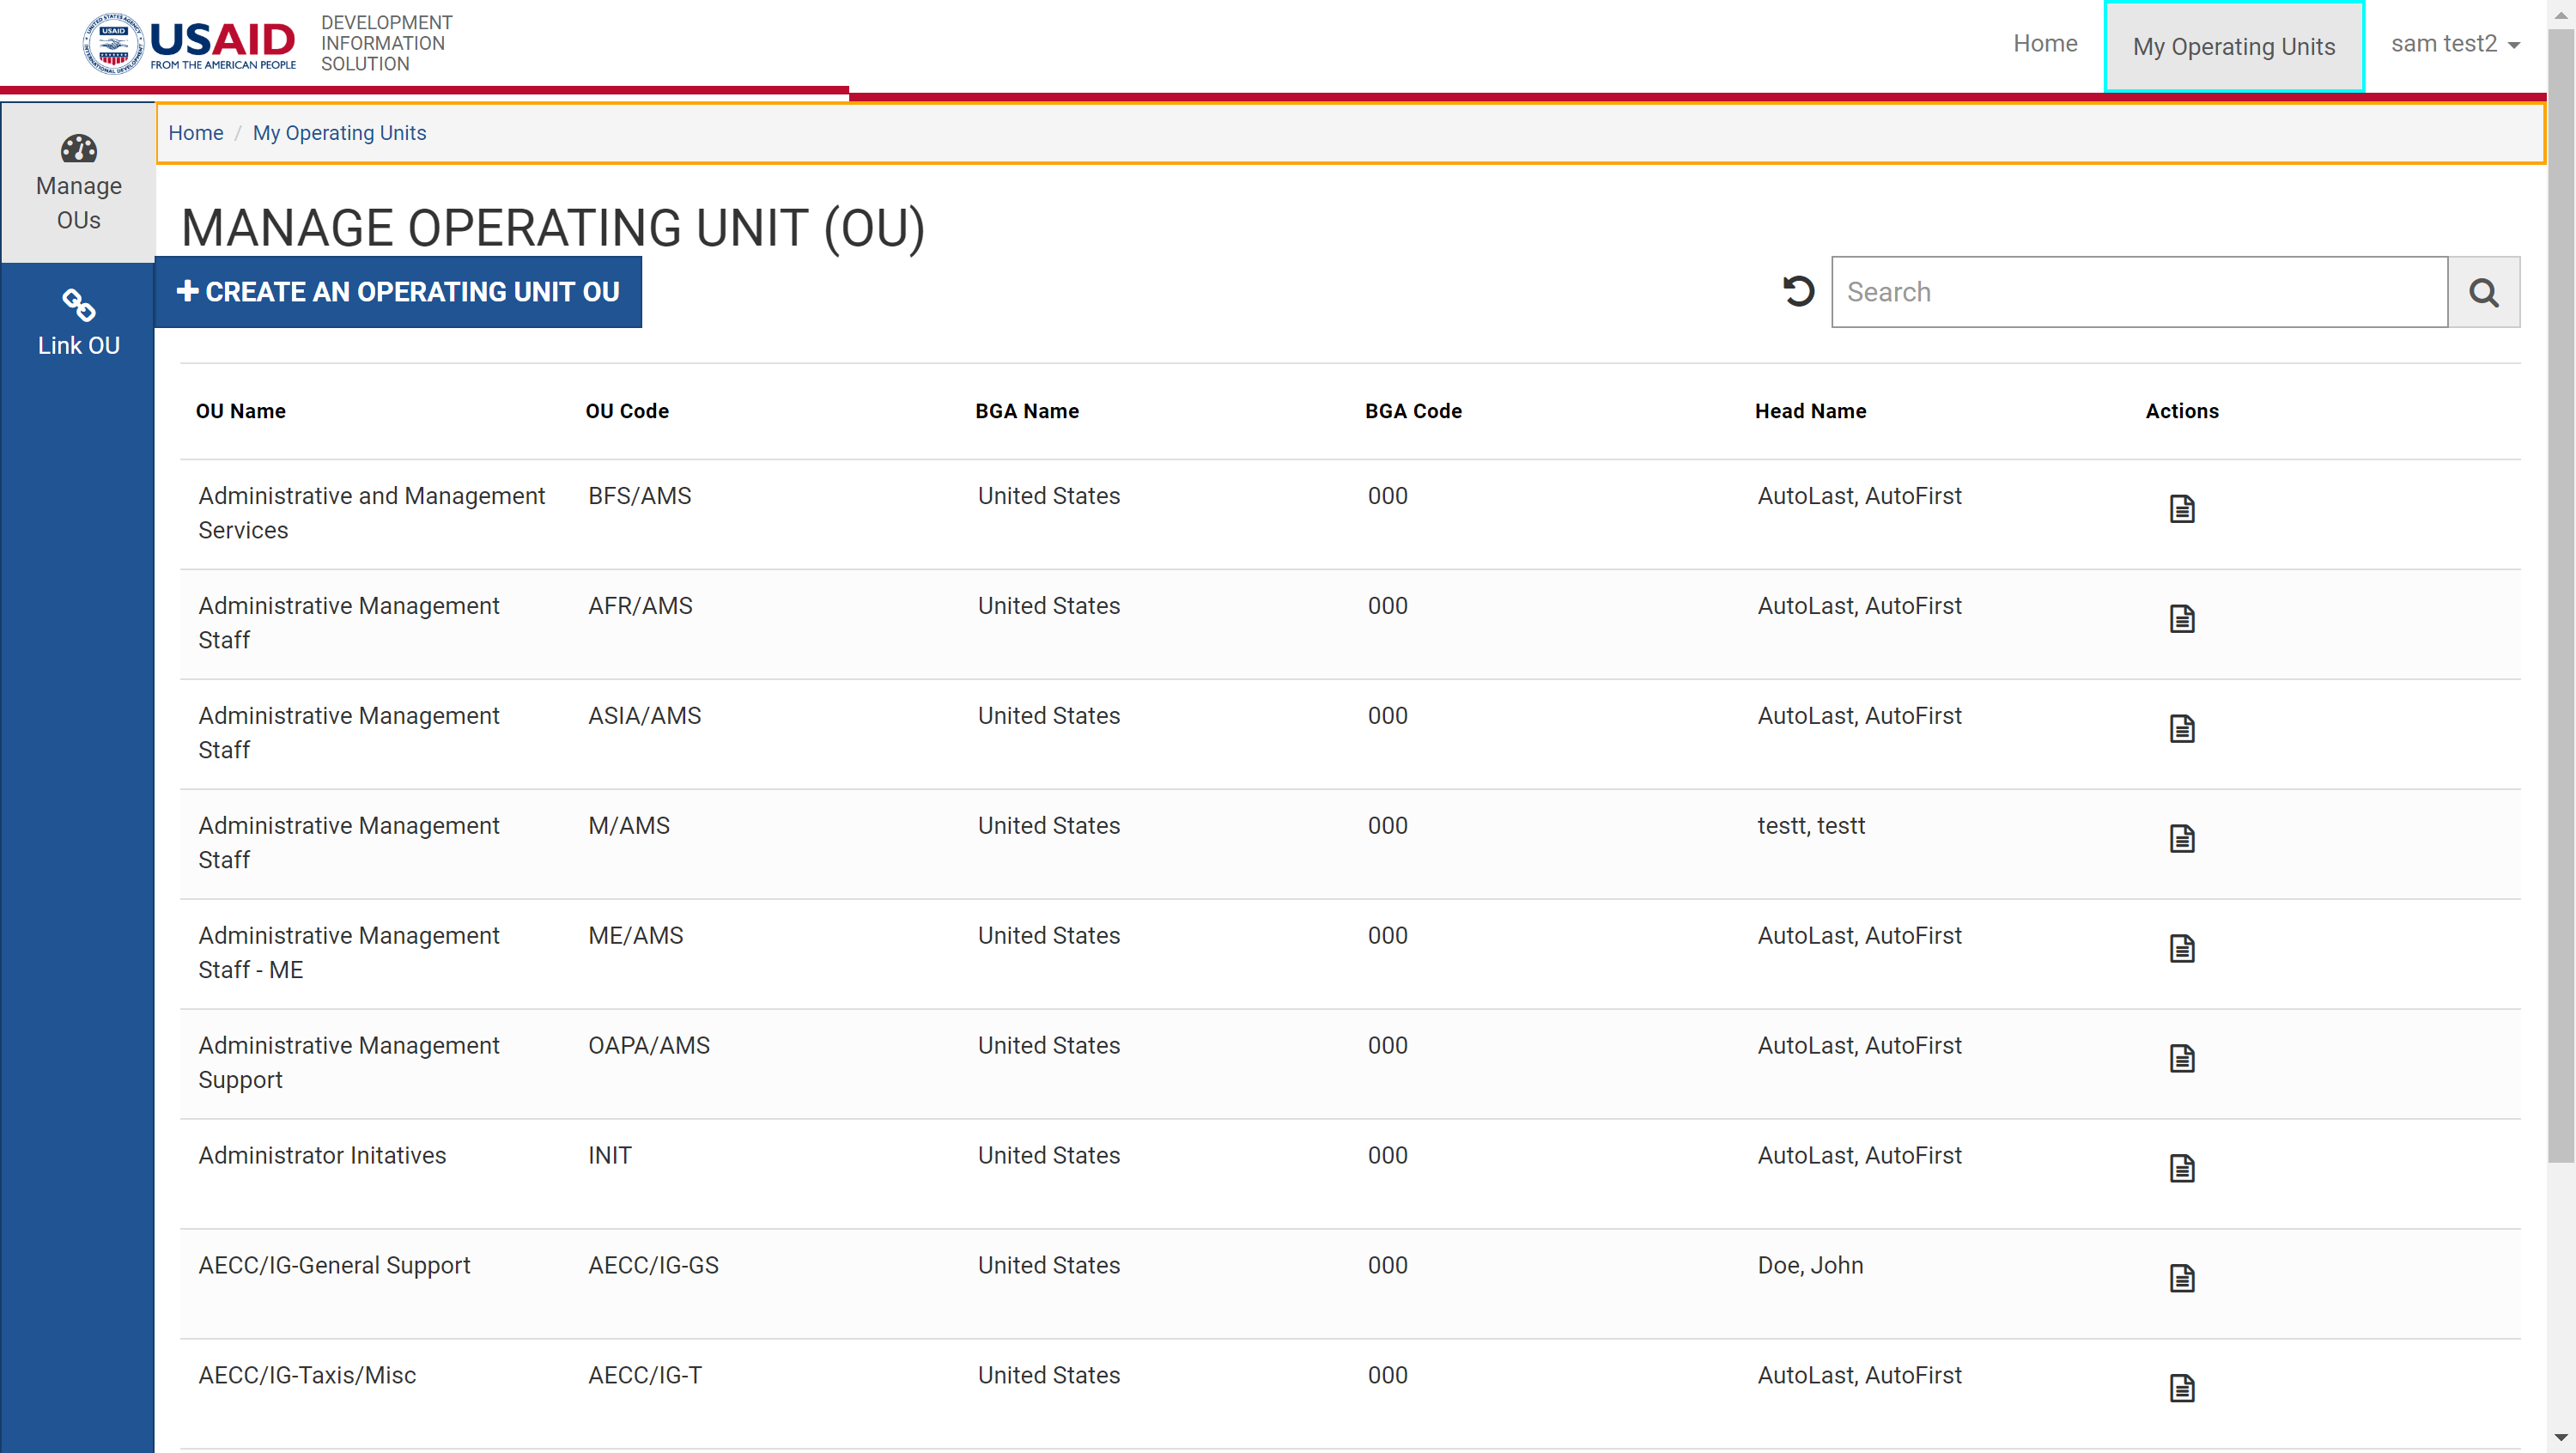 USAID
FROM THE AMERICAN PEOPLE
DEVELOPMENT
INFORMATION
SOLUTION
Home
My Operating Units
sam test2
Home / My Operating Units
Manage
OUs
Link OU
MANAGE OPERATING UNIT (OU)
CREATE AN OPERATING UNIT OU
Search
OU Name OU Code BGA Name BGA Code Head Name Actions
Administrative and Management BFS/AMS United States 000 AutoLast, AutoFirst
Services
Administrative Management AFR/AMS United States 000 AutoLast, AutoFirst
Staff
Administrative Management ASIA/AMS United States 000 AutoLast, AutoFirst
Staff
Administrative Management M/AMS United States 000 testt, testt
Staff
Administrative Management ME/AMS United States 000 AutoLast, AutoFirst
Staff - ME
Administrative Management OAPA/AMS United States 000 AutoLast, AutoFirst
Support
Administrator Initatives INIT United States 000 AutoLast, AutoFirst
AECC/IG-General Support AECC/IG-GS United States 000 Doe, John
AECC/IG-Taxis/Misc AECC/IG-T United States 000 AutoLast, AutoFirst